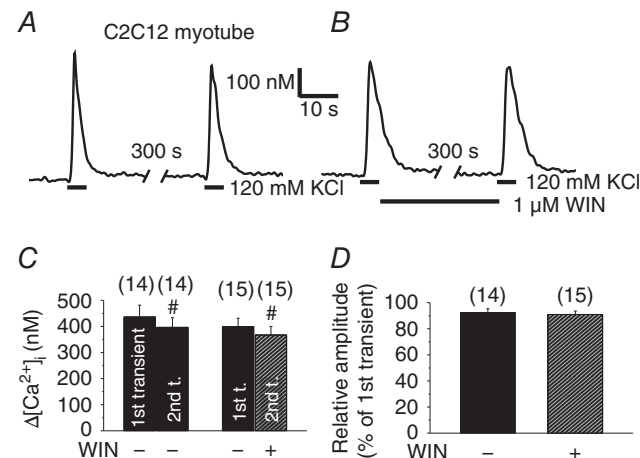 A
C2C12 myotube
B
100 nM
10 s
300 s
300 s
120 mM KCl
120 mM KCl
1 µM WIN
C
(14) (14)
(15) (15)
#
#
Δ[Ca²⁺]ᵢ (nM)
500
400
300
200
100
0
1st transient
2nd t.
1st t.
2nd t.
WIN – – – +
D
(14)
(15)
Relative amplitude
(% of 1st transient)
100
80
60
40
20
0
WIN – +